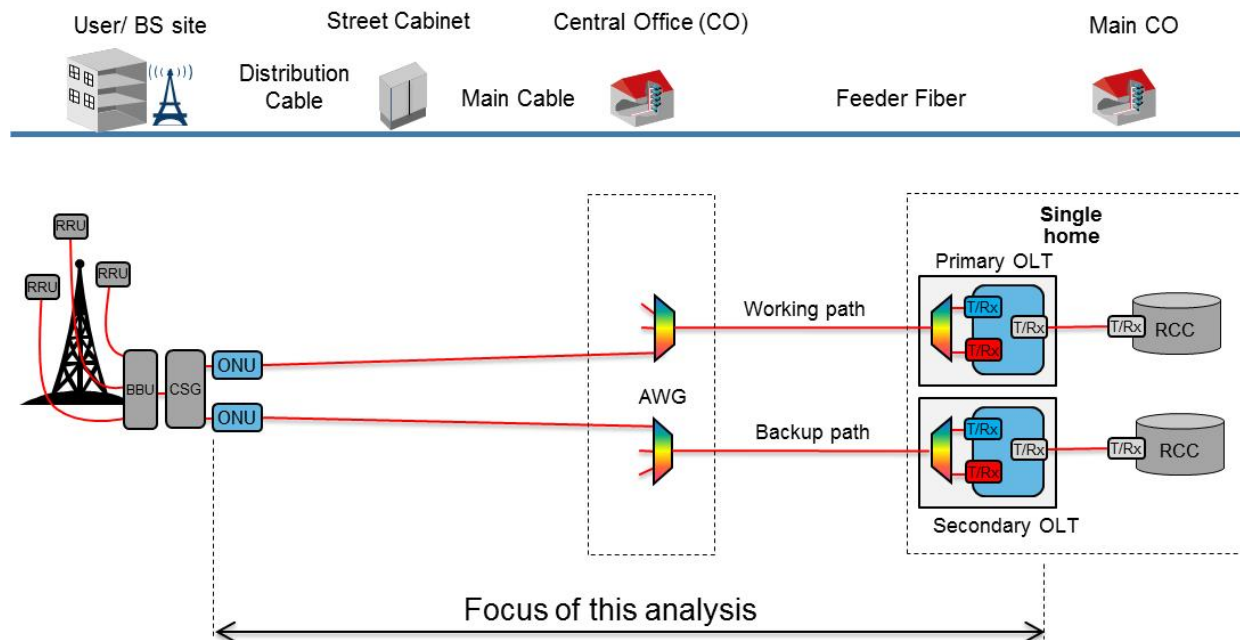 User/ BS site
Street Cabinet
Central Office (CO)
Main CO
Distribution
Cable
Main Cable
Feeder Fiber
Single
home
RRU
RRU
RRU
Primary OLT
T/Rx
T/Rx
T/Rx
T/Rx
RCC
Working path
ONU
BBU
CSG
ONU
AWG
Backup path
T/Rx
T/Rx
T/Rx
T/Rx
RCC
Secondary OLT
Focus of this analysis